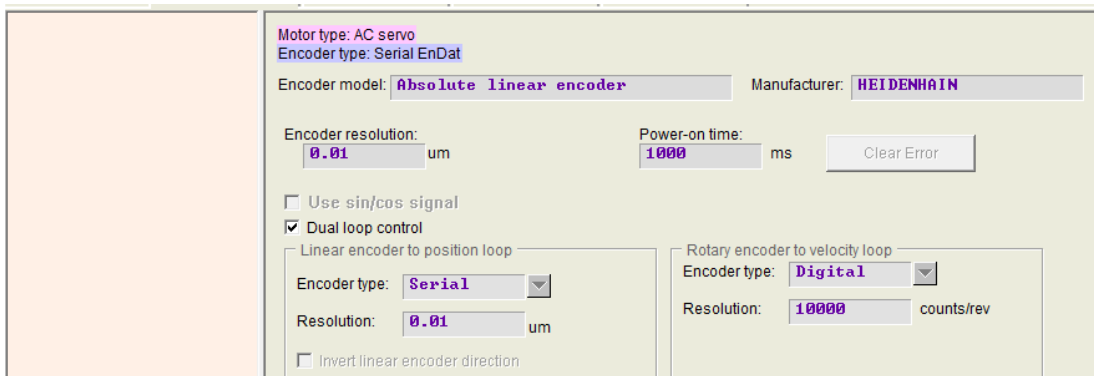 Motor type: AC servo
Encoder type: Serial EnDat
Encoder model: Absolute linear encoder Manufacturer: HEIDENHAIN
Encoder resolution: Power-on time:
0.01 um 1000 ms Clear Error
Use sin/cos signal
Dual loop control
Linear encoder to position loop Rotary encoder to velocity loop
Encoder type: Serial Encoder type: Digital
Resolution: 0.01 um Resolution: 10000 counts/rev
Invert linear encoder direction